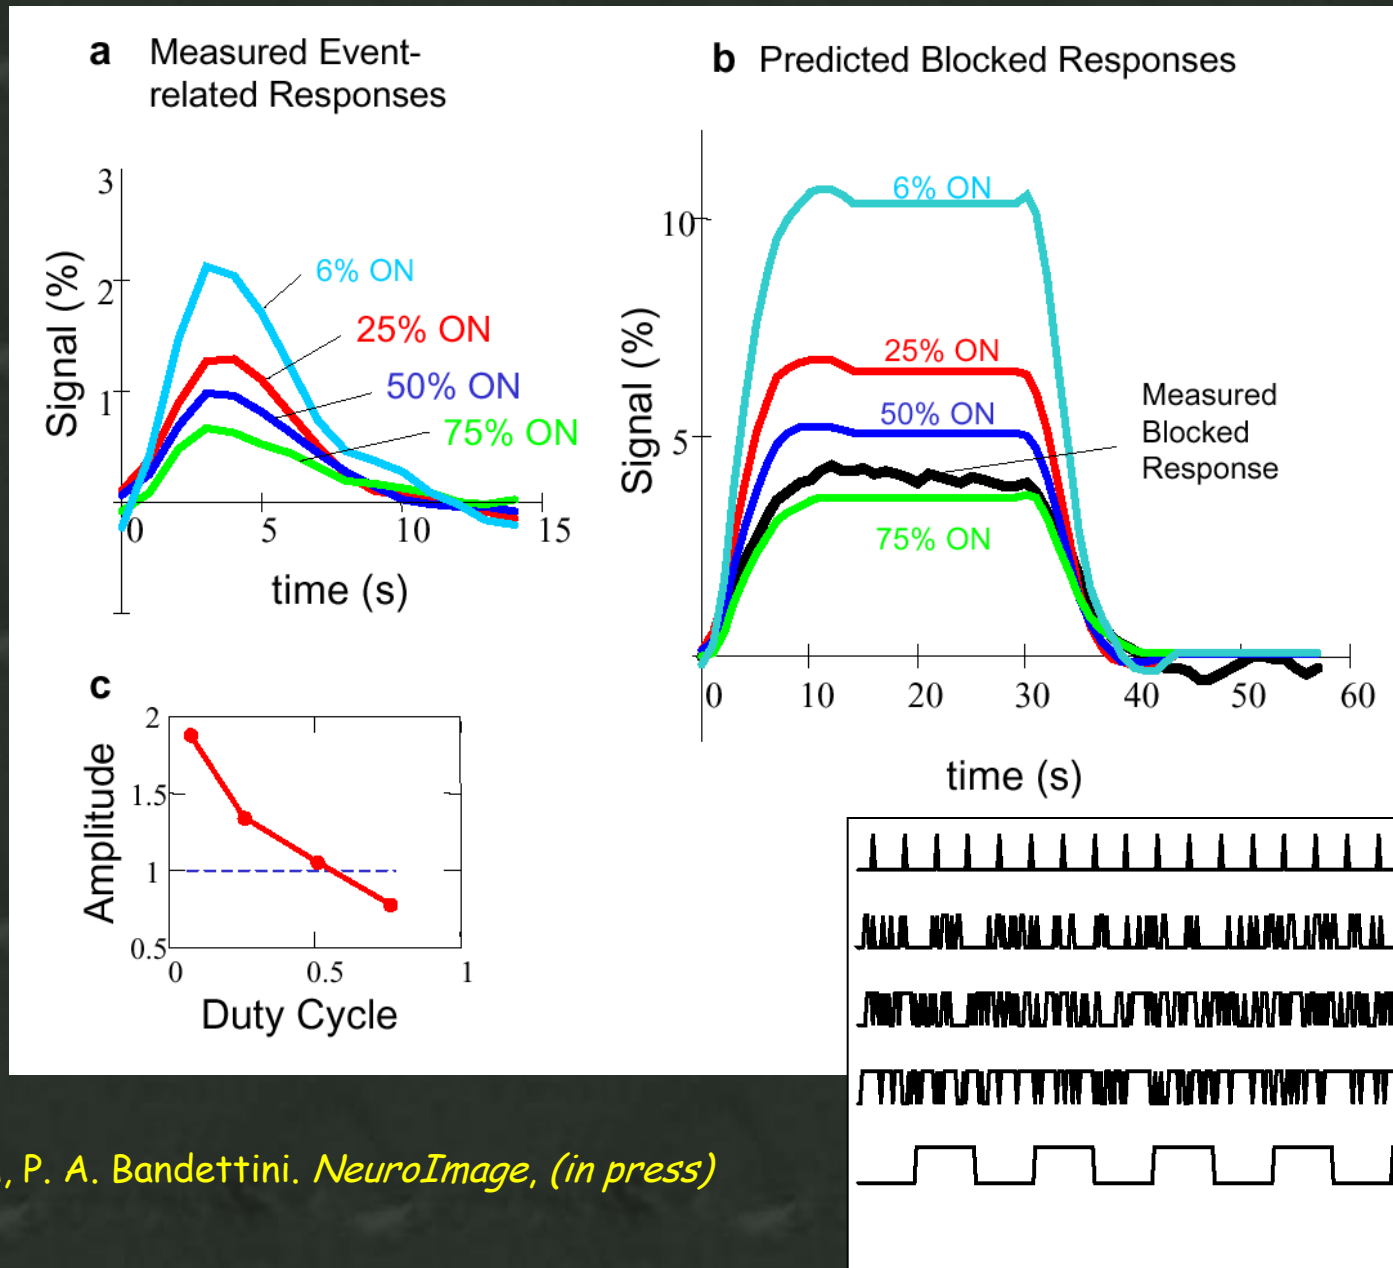 a Measured Event-
related Responses
3
2
1
Signal (%)
6% ON
25% ON
50% ON
75% ON
0 5 10 15
time (s)
b Predicted Blocked Responses
10
5
Signal (%)
6% ON
25% ON
50% ON
75% ON
Measured
Blocked
Response
0 10 20 30 40 50 60
time (s)
c
2
1.5
1
0.5
Amplitude
0 0.5 1
Duty Cycle
., P. A. Bandettini. NeuroImage, (in press)